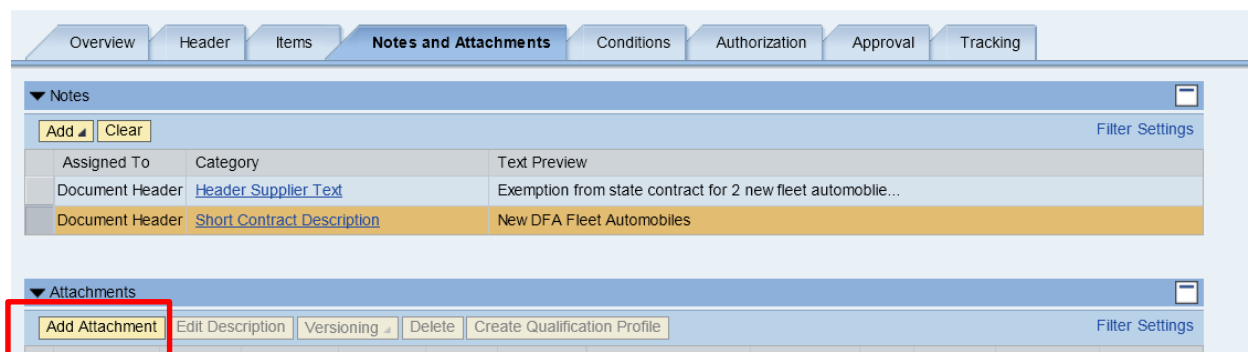 Overview Header Items Notes and Attachments Conditions Authorization Approval Tracking
Notes
Add Clear Filter Settings
Assigned To Category Text Preview
Document Header Header Supplier Text Exemption from state contract for 2 new fleet automoblie...
Document Header Short Contract Description New DFA Fleet Automobiles
Attachments
Add Attachment Edit Description Versioning Delete Create Qualification Profile Filter Settings